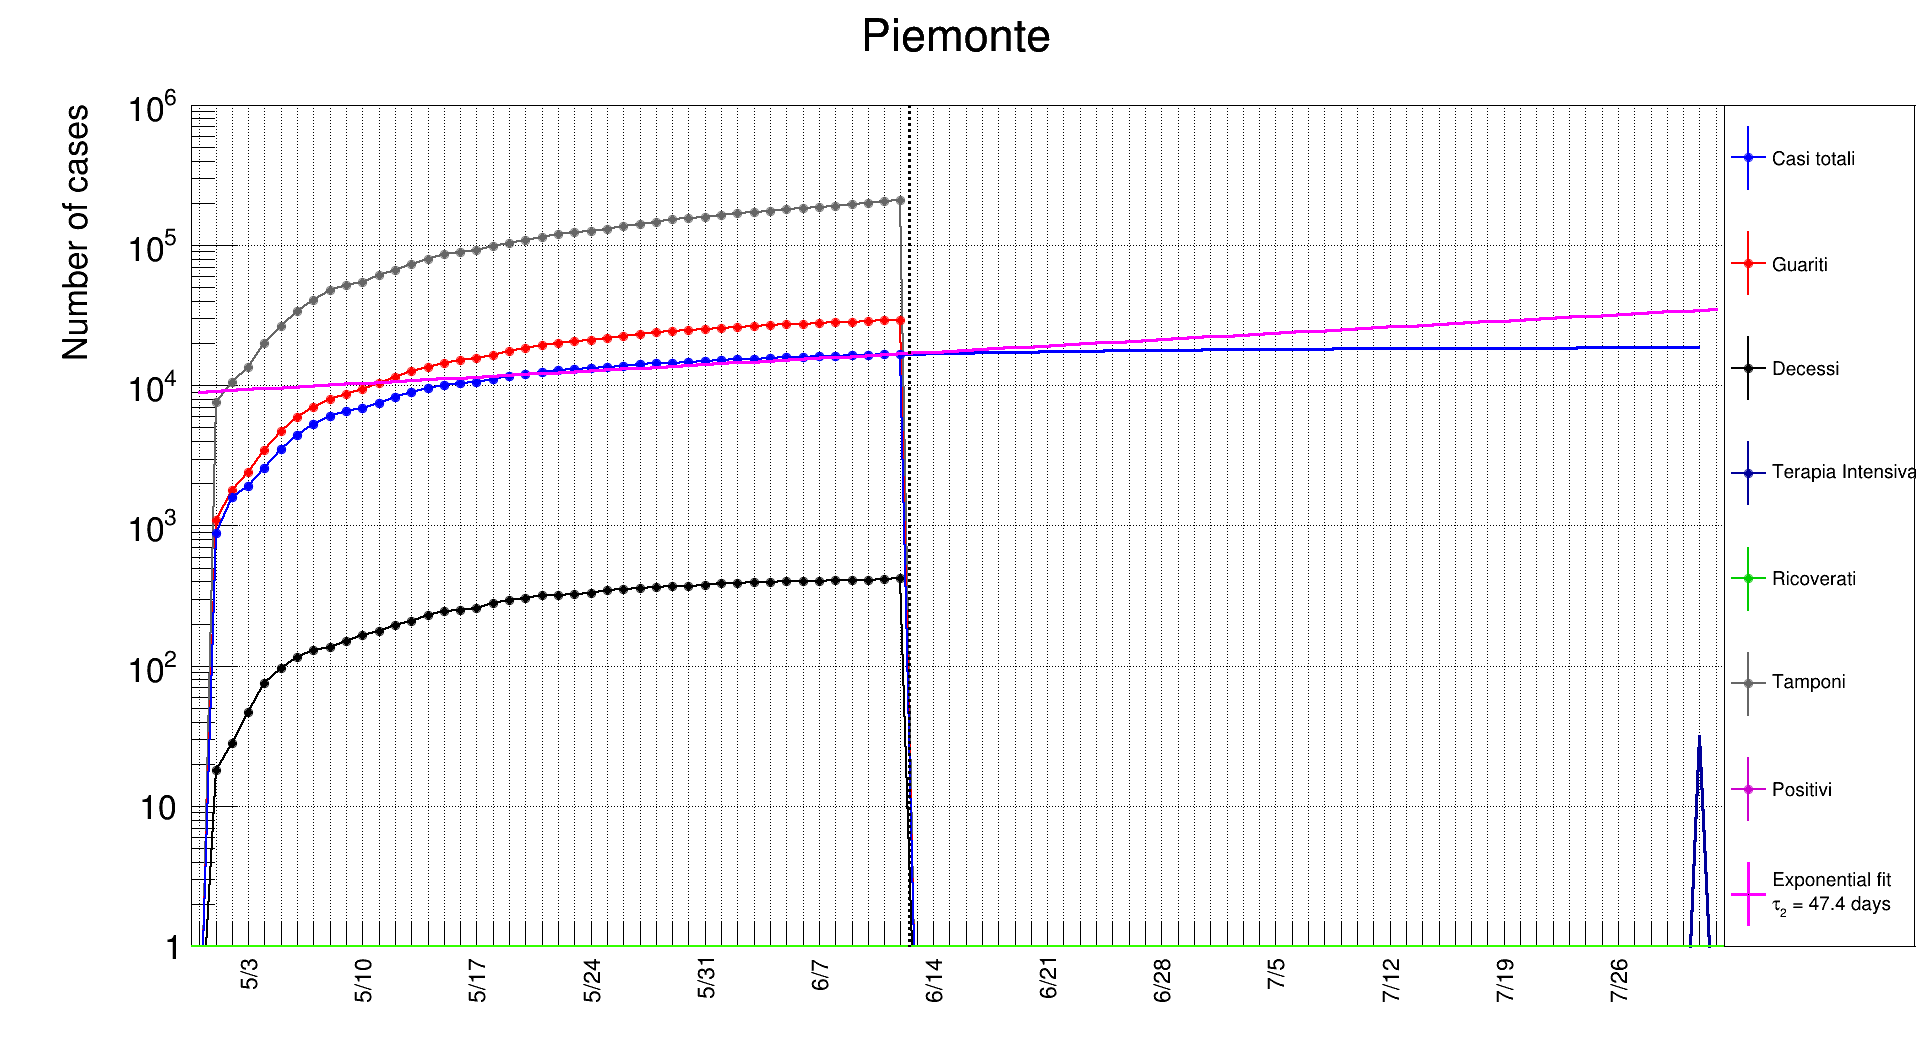 Piemonte
Number of cases
10^6
10^5
10^4
10^3
10^2
10
1
5/3 5/10 5/17 5/24 5/31 6/7 6/14 6/21 6/28 7/5 7/12 7/19 7/26
Casi totali
Guariti
Decessi
Terapia Intensiva
Ricoverati
Tamponi
Positivi
Exponential fit
τ_2 = 47.4 days